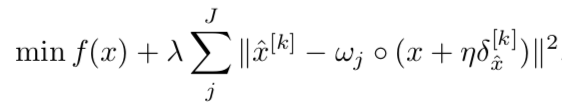 min f(x) + λ ∑_{j}^{J} ‖x̂^{[k]} − ω_j ∘ (x + ηδ_{x̂}^{[k]})‖²